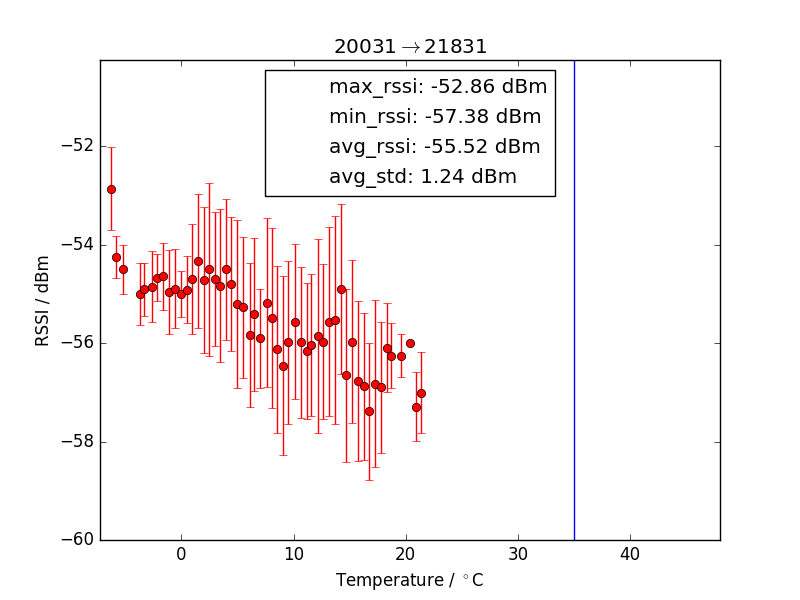 20031→21831
max_rssi: -52.86 dBm
min_rssi: -57.38 dBm
avg_rssi: -55.52 dBm
avg_std: 1.24 dBm
RSSI / dBm
−52
−54
−56
−58
−60
0 10 20 30 40
Temperature / °C